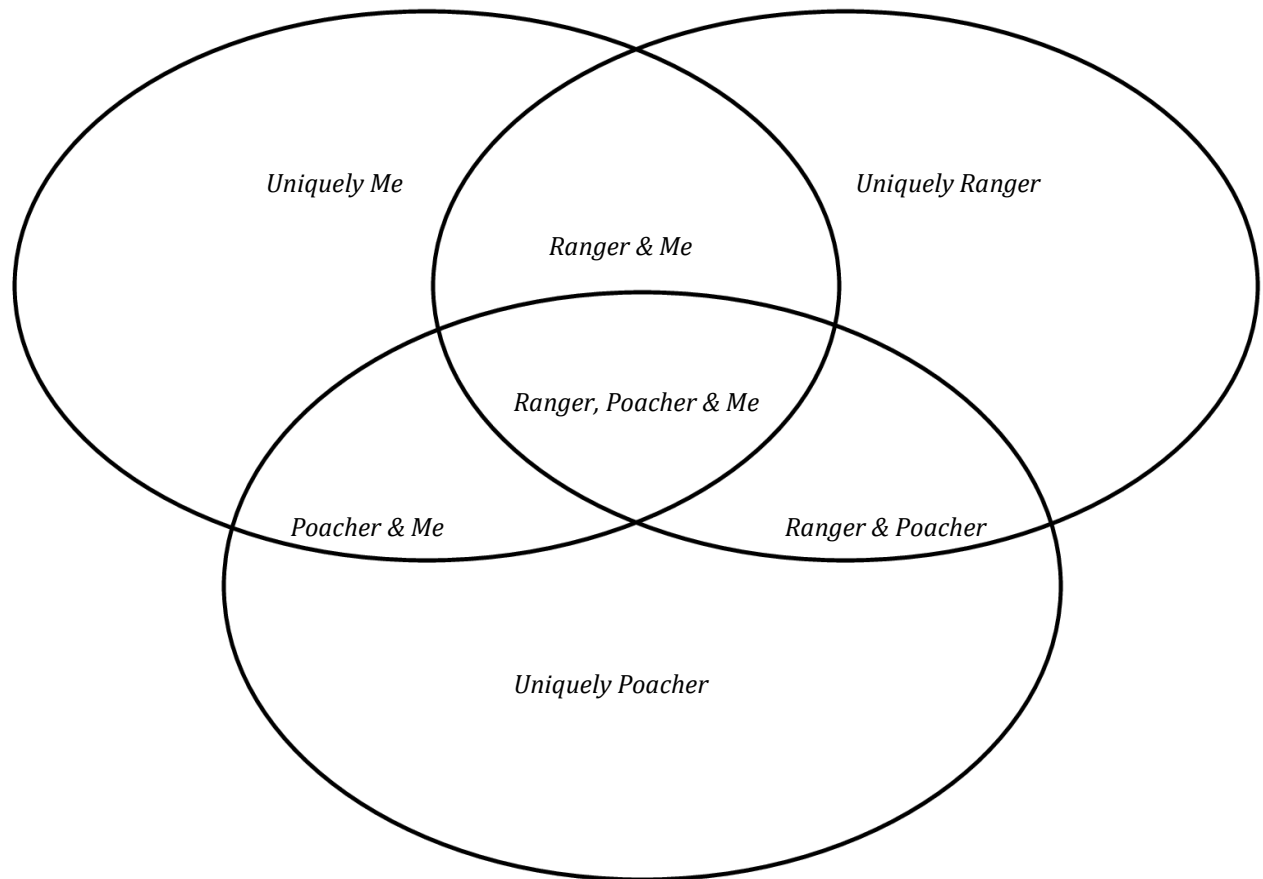 Uniquely Me
Uniquely Ranger
Ranger & Me
Ranger, Poacher & Me
Poacher & Me
Ranger & Poacher
Uniquely Poacher